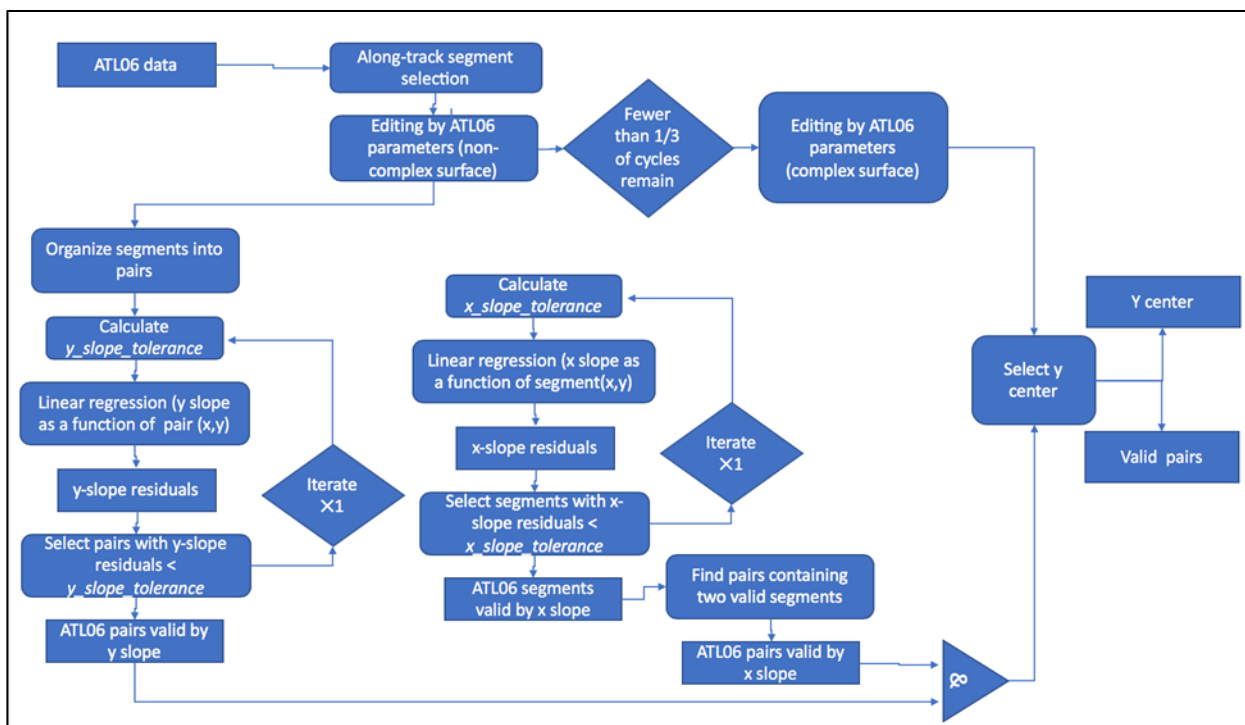 ATL06 data
Along-track segment
selection
Editing by ATL06
parameters (non-
complex surface)
Fewer
than 1/3
of cycles
remain
Editing by ATL06
parameters
(complex surface)
Organize segments into
pairs
Calculate
y_slope_tolerance
Linear regression (y slope
as a function of pair (x,y)
y-slope residuals
Select pairs with y-slope
residuals <
y_slope_tolerance
ATL06 pairs valid by
y slope
Iterate
×1
Calculate
x_slope_tolerance
Linear regression (x slope as
a function of segment(x,y)
x-slope residuals
Select segments with x-
slope residuals <
x_slope_tolerance
ATL06 segments
valid by x slope
Iterate
×1
Find pairs containing
two valid segments
ATL06 pairs valid by
x slope
&
Select y
center
Y center
Valid pairs